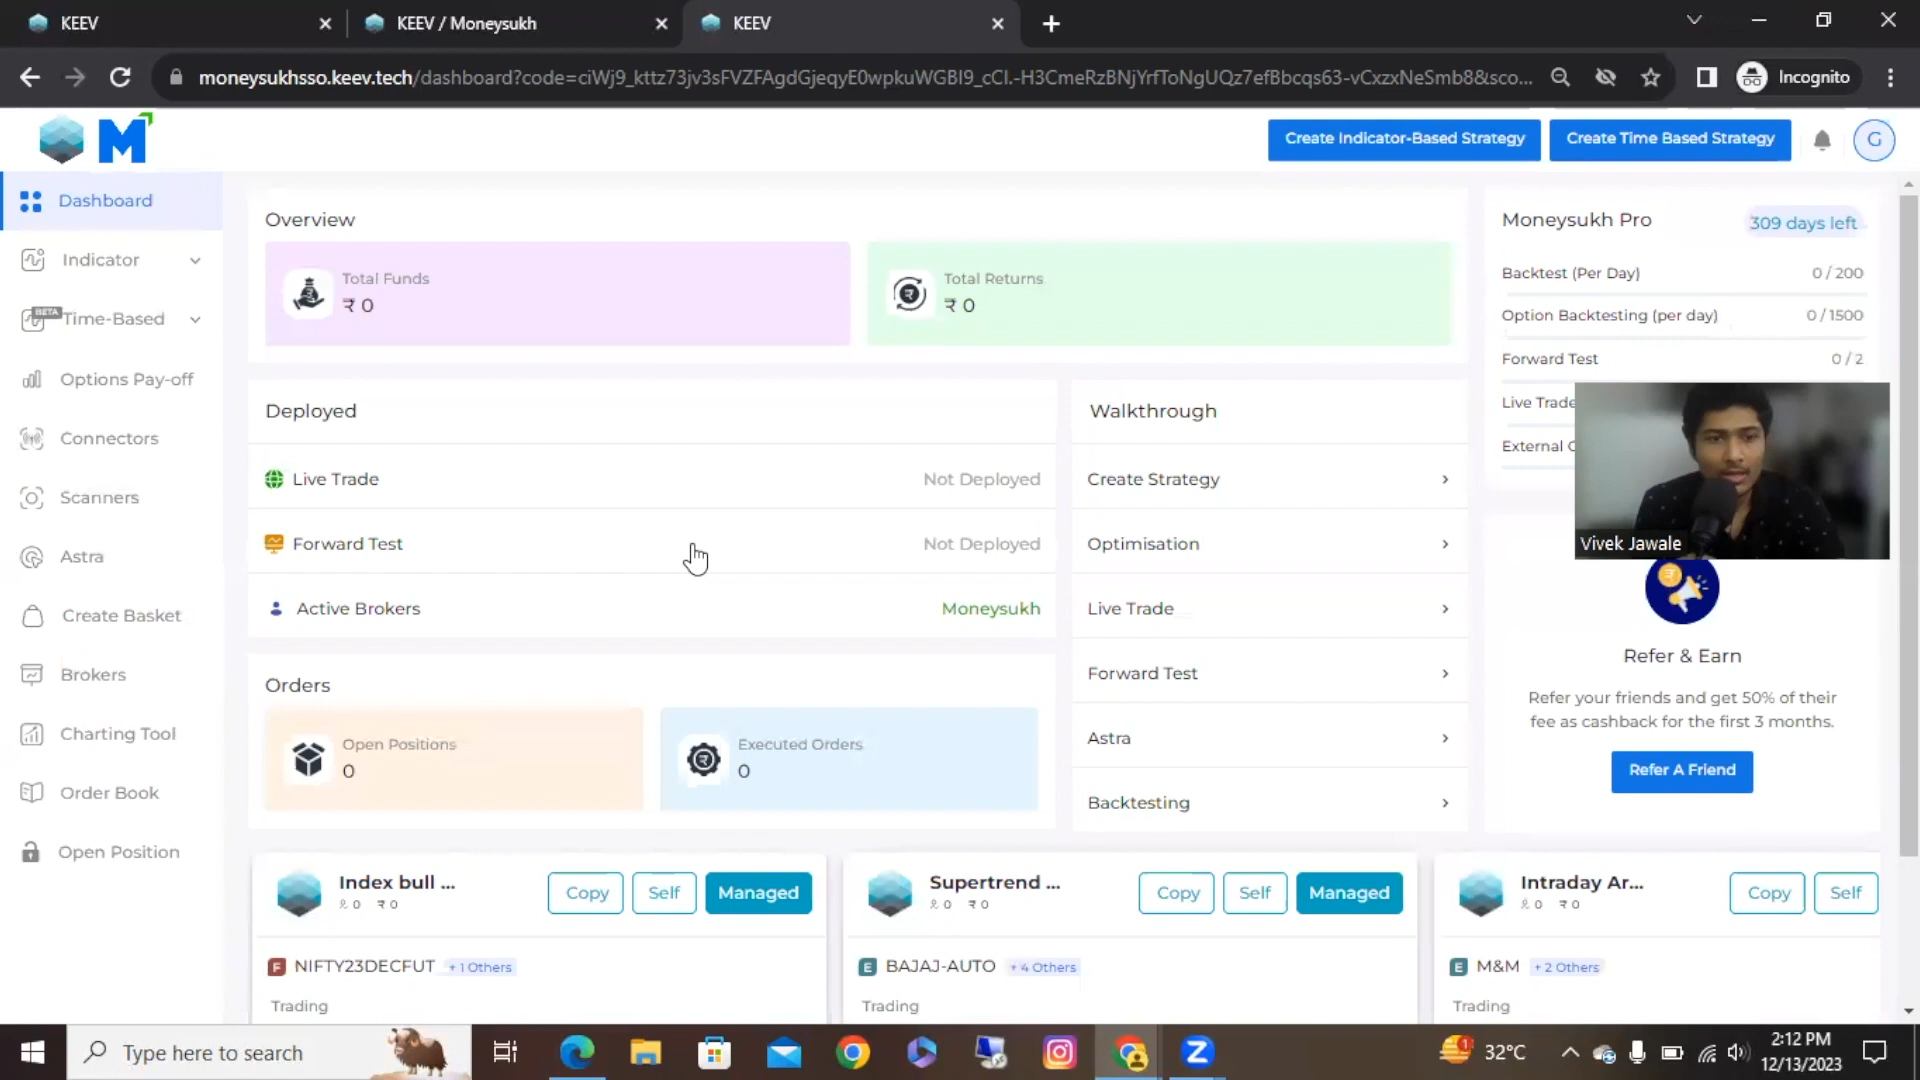 KEEV
KEEV / Moneysukh
KEEV
moneysukhsso.keev.tech/dashboard?code=ciWj9_kttz73jv3sFVZFAgdGjeqyE0wpkuWGBI9_cCI.-H3CmeRzBNjYrfToNgUQz7efBbcqs63-vCxzxNeSmb8&sco...
Incognito
M
Create Indicator-Based Strategy
Create Time Based Strategy
G
Dashboard
Indicator
BETA
Time-Based
Options Pay-off
Connectors
Scanners
Astra
Create Basket
Brokers
Charting Tool
Order Book
Open Position
Overview
Total Funds
₹ 0
Total Returns
₹ 0
Moneysukh Pro
309 days left
Backtest (Per Day) 0 / 200
Option Backtesting (per day) 0 / 1500
Forward Test 0 / 2
Live Trade
External
Vivek Jawale
Deployed
Live Trade Not Deployed
Forward Test Not Deployed
Active Brokers Moneysukh
Walkthrough
Create Strategy
Optimisation
Live Trade
Forward Test
Astra
Backtesting
Refer & Earn
Refer your friends and get 50% of their
fee as cashback for the first 3 months.
Refer A Friend
Orders
Open Positions
0
Executed Orders
0
Index bull ...
0 ₹ 0
Copy
Self
Managed
NIFTY23DECFUT + 1 Others
Trading
Supertrend ...
0 ₹ 0
Copy
Self
Managed
BAJAJ-AUTO + 4 Others
Trading
Intraday Ar...
0 ₹ 0
Copy
Self
M&M + 2 Others
Trading
Type here to search
1
32°C
2:12 PM
12/13/2023